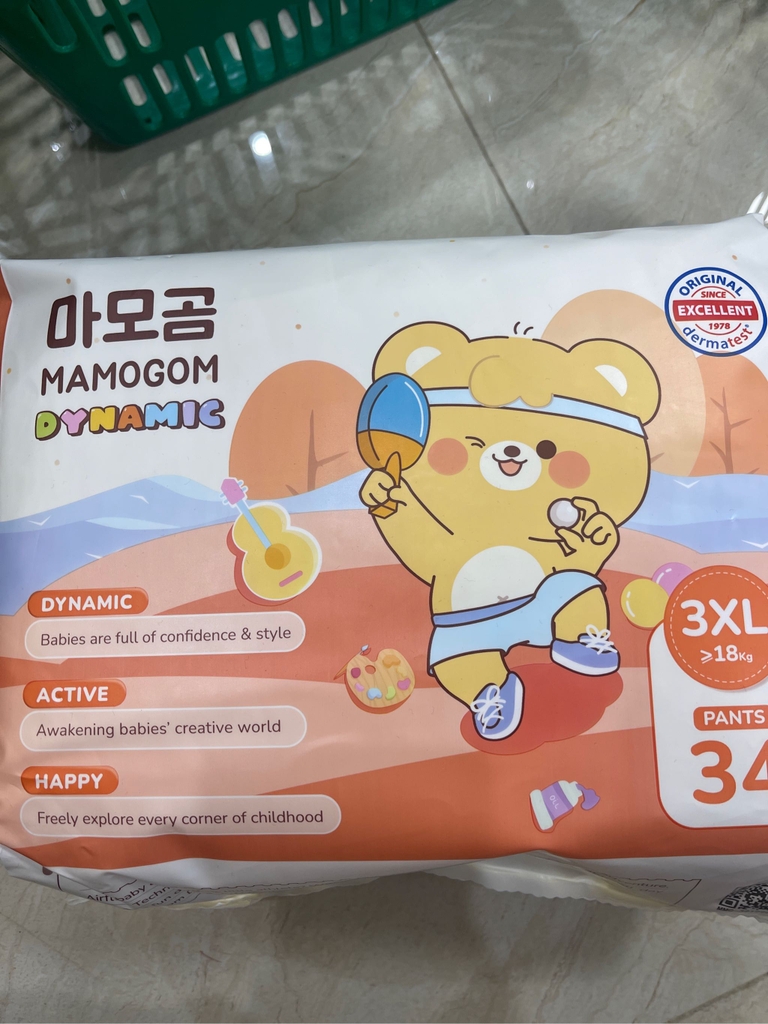 마모곰
MAMOGOM
DYNAMIC
ORIGINAL
SINCE
EXCELLENT
1978
dermatest®
DYNAMIC
Babies are full of confidence & style
ACTIVE
Awakening babies' creative world
HAPPY
Freely explore every corner of childhood
3XL
≥18Kg
PANTS
34